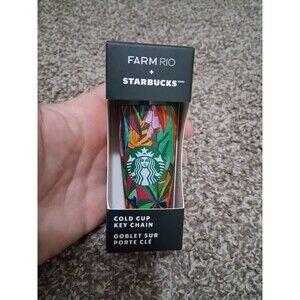 FARM RIO
+
STARBUCKS
COLD CUP
KEY CHAIN
GOBLET SUR
PORTE CLÉ